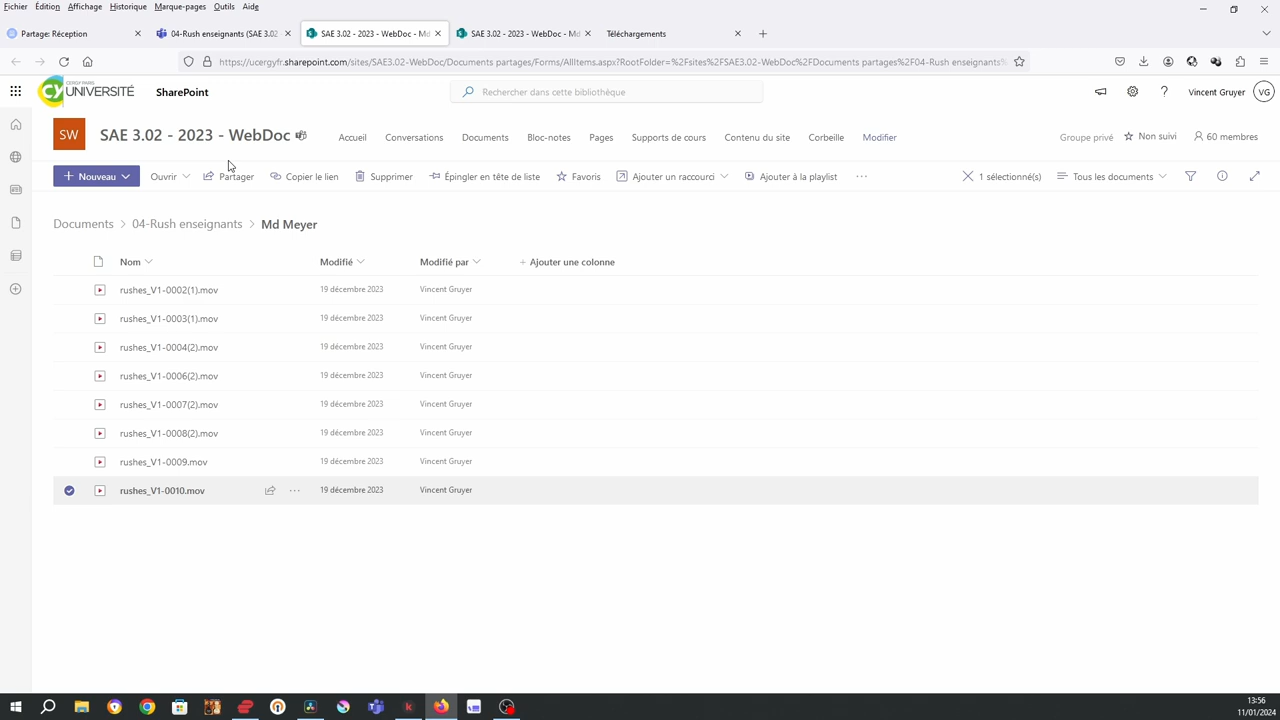 Fichier Édition Affichage Historique Marque-pages Outils Aide
Partage: Réception
04-Rush enseignants (SAE 3.02
SAE 3.02 - 2023 - WebDoc - Md
SAE 3.02 - 2023 - WebDoc - Md
Téléchargements
https://ucergyfr.sharepoint.com/sites/SAE3.02-WebDoc/Documents partages/Forms/AllItems.aspx?RootFolder=%2Fsites%2FSAE3.02-WebDoc%2FDocuments partages%2F04-Rush enseignants%
CY CERGY PARIS UNIVERSITÉ
SharePoint
Rechercher dans cette bibliothèque
Vincent Gruyer VG
SW SAE 3.02 - 2023 - WebDoc
Accueil Conversations Documents Bloc-notes Pages Supports de cours Contenu du site Corbeille Modifier
Groupe privé Non suivi 60 membres
+ Nouveau Ouvrir Partager Copier le lien Supprimer Épingler en tête de liste Favoris Ajouter un raccourci Ajouter à la playlist ... 1 sélectionné(s) Tous les documents
Documents > 04-Rush enseignants > Md Meyer
Nom Modifié Modifié par + Ajouter une colonne
rushes_V1-0002(1).mov 19 décembre 2023 Vincent Gruyer
rushes_V1-0003(1).mov 19 décembre 2023 Vincent Gruyer
rushes_V1-0004(2).mov 19 décembre 2023 Vincent Gruyer
rushes_V1-0006(2).mov 19 décembre 2023 Vincent Gruyer
rushes_V1-0007(2).mov 19 décembre 2023 Vincent Gruyer
rushes_V1-0008(2).mov 19 décembre 2023 Vincent Gruyer
rushes_V1-0009.mov 19 décembre 2023 Vincent Gruyer
rushes_V1-0010.mov ... 19 décembre 2023 Vincent Gruyer
13:56
11/01/2024